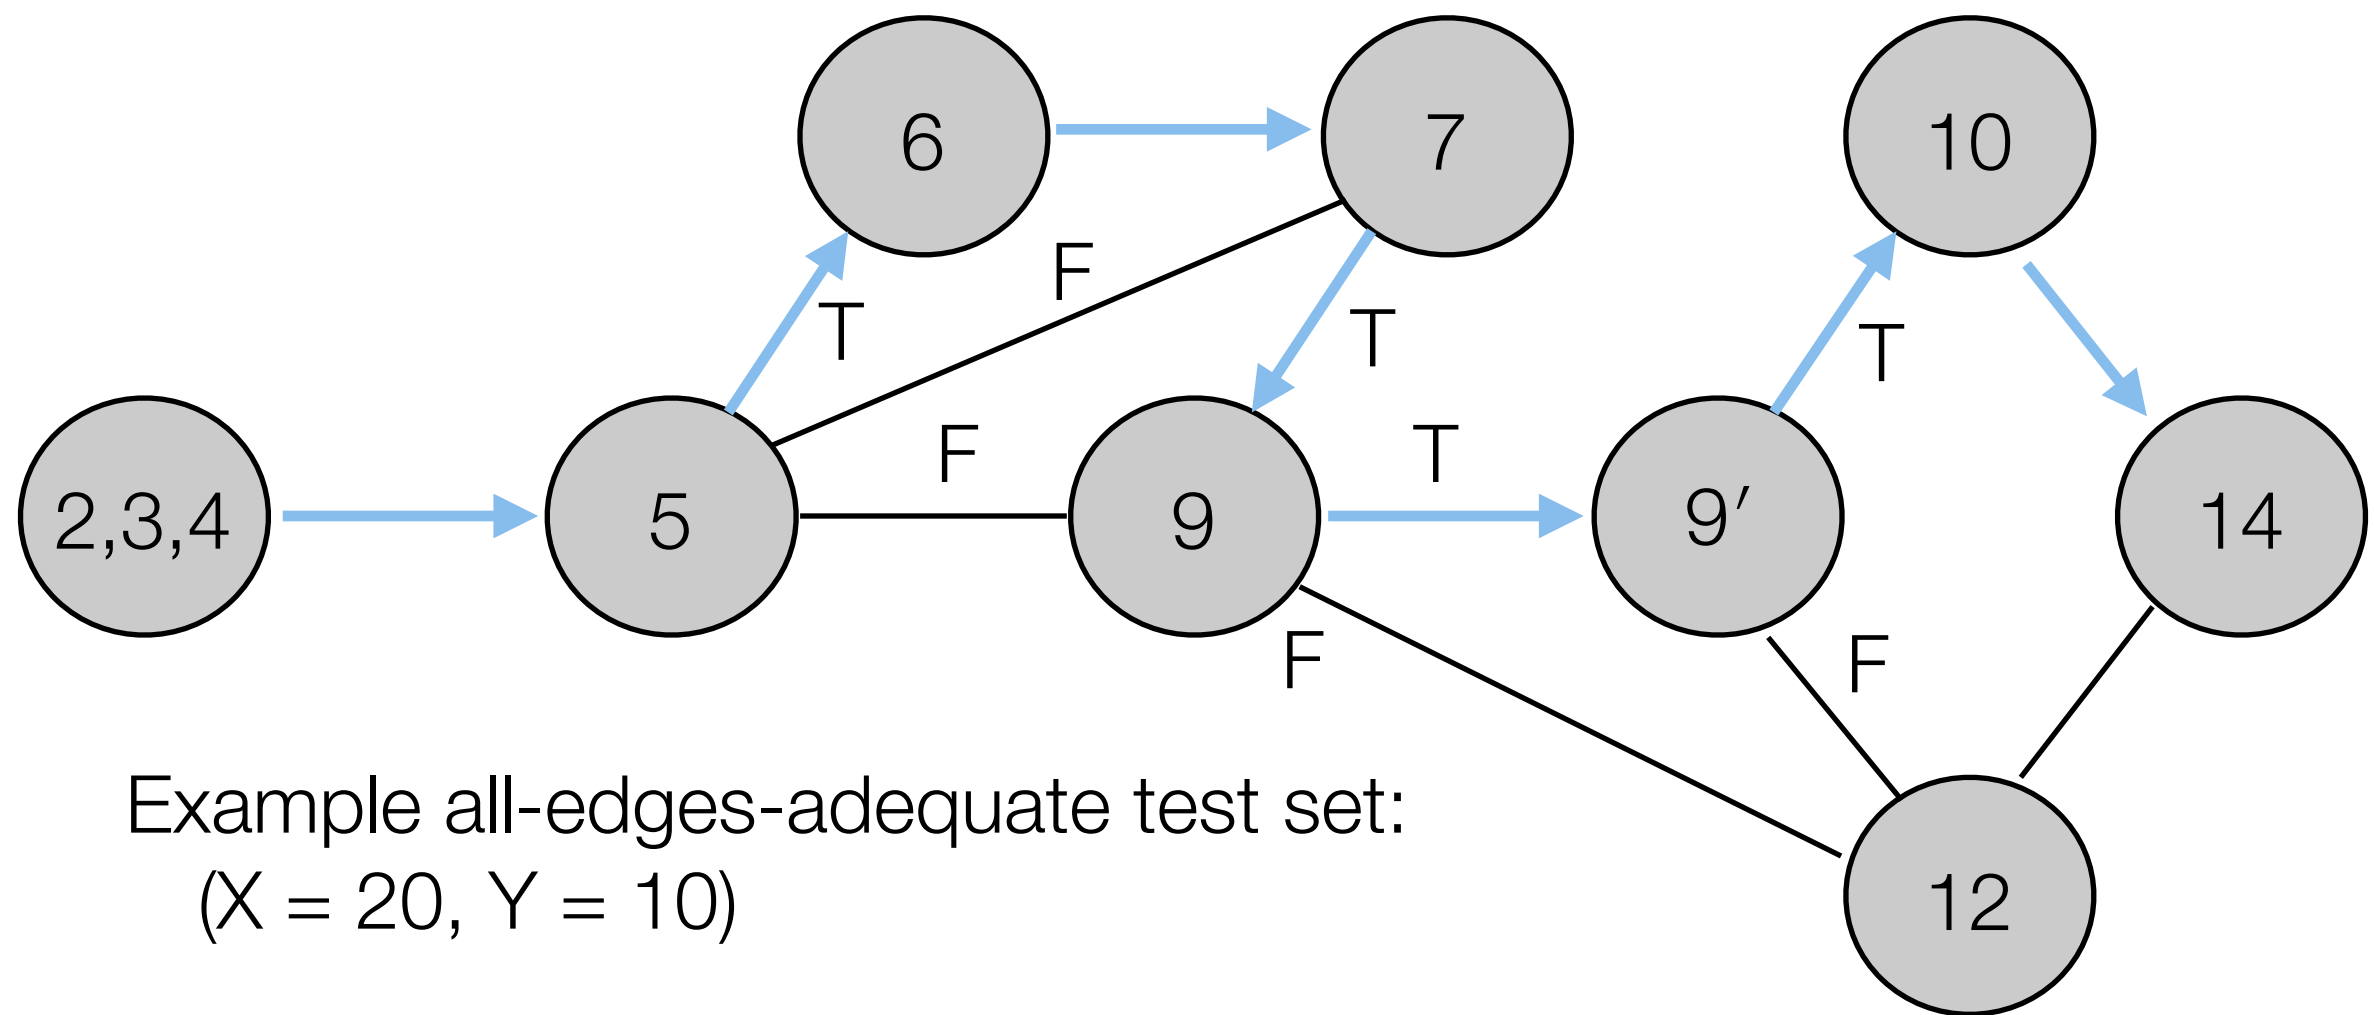 6
7
10
F
T
T
T
F
T
2,3,4
5
9
9′
14
F
F
Example all-edges-adequate test set:
(X = 20, Y = 10)
12